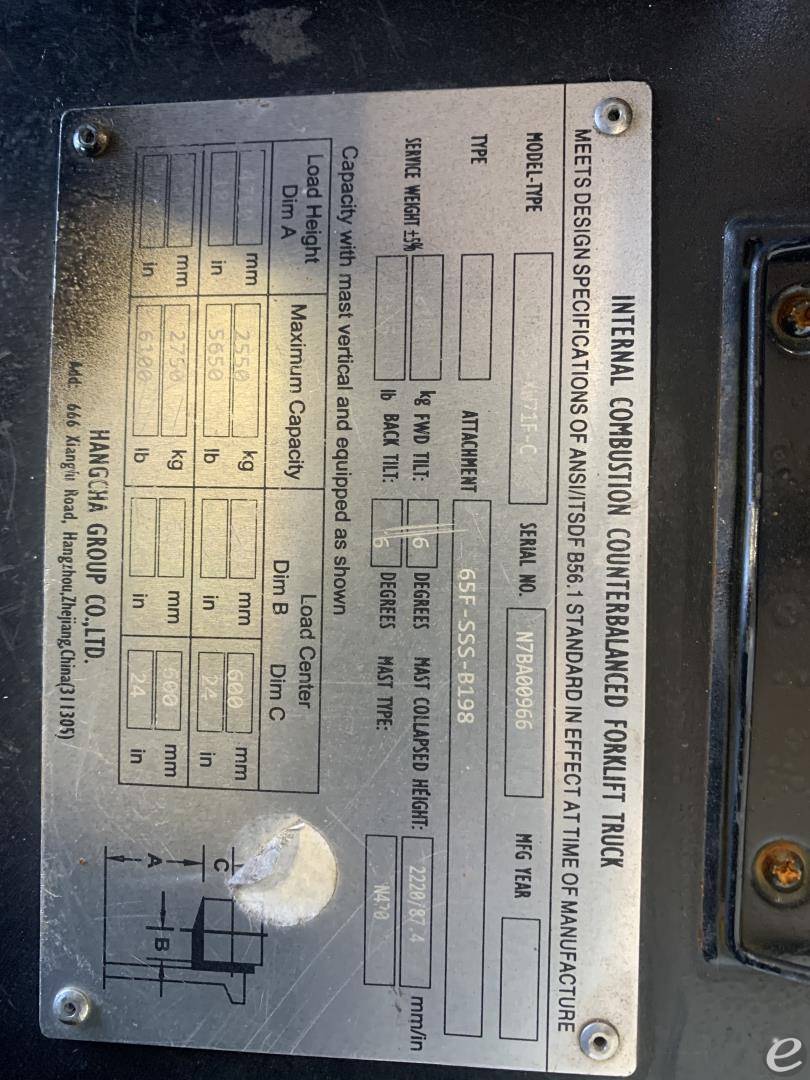 INTERNAL COMBUSTION COUNTERBALANCED FORKLIFT TRUCK
MEETS DESIGN SPECIFICATIONS OF ANSI/ITSDF B56.1 STANDARD IN EFFECT AT TIME OF MANUFACTURE
MODEL-TYPE SERIAL NO. N7BA00966 MFG YEAR
TYPE ATTACHMENT 65F-SSS-B198
SERVICE WEIGHT ±5% kg FWD TILT: 6 DEGREES MAST COLLAPSED HEIGHT: 2220/87.4 mm/in
lb BACK TILT: 6 DEGREES MAST TYPE: N470
Capacity with mast vertical and equipped as shown
Load Height Maximum Capacity Load Center
Dim A Dim B Dim C
mm 2550 kg mm 600 mm
in 5650 lb in 24 in
mm 2750 kg mm 600 mm
in 6100 lb in 24 in
C
A B
HANGCHA GROUP CO.,LTD.
Add: 666 Xiangfu Road, Hangzhou,Zhejiang,China(311305)
e